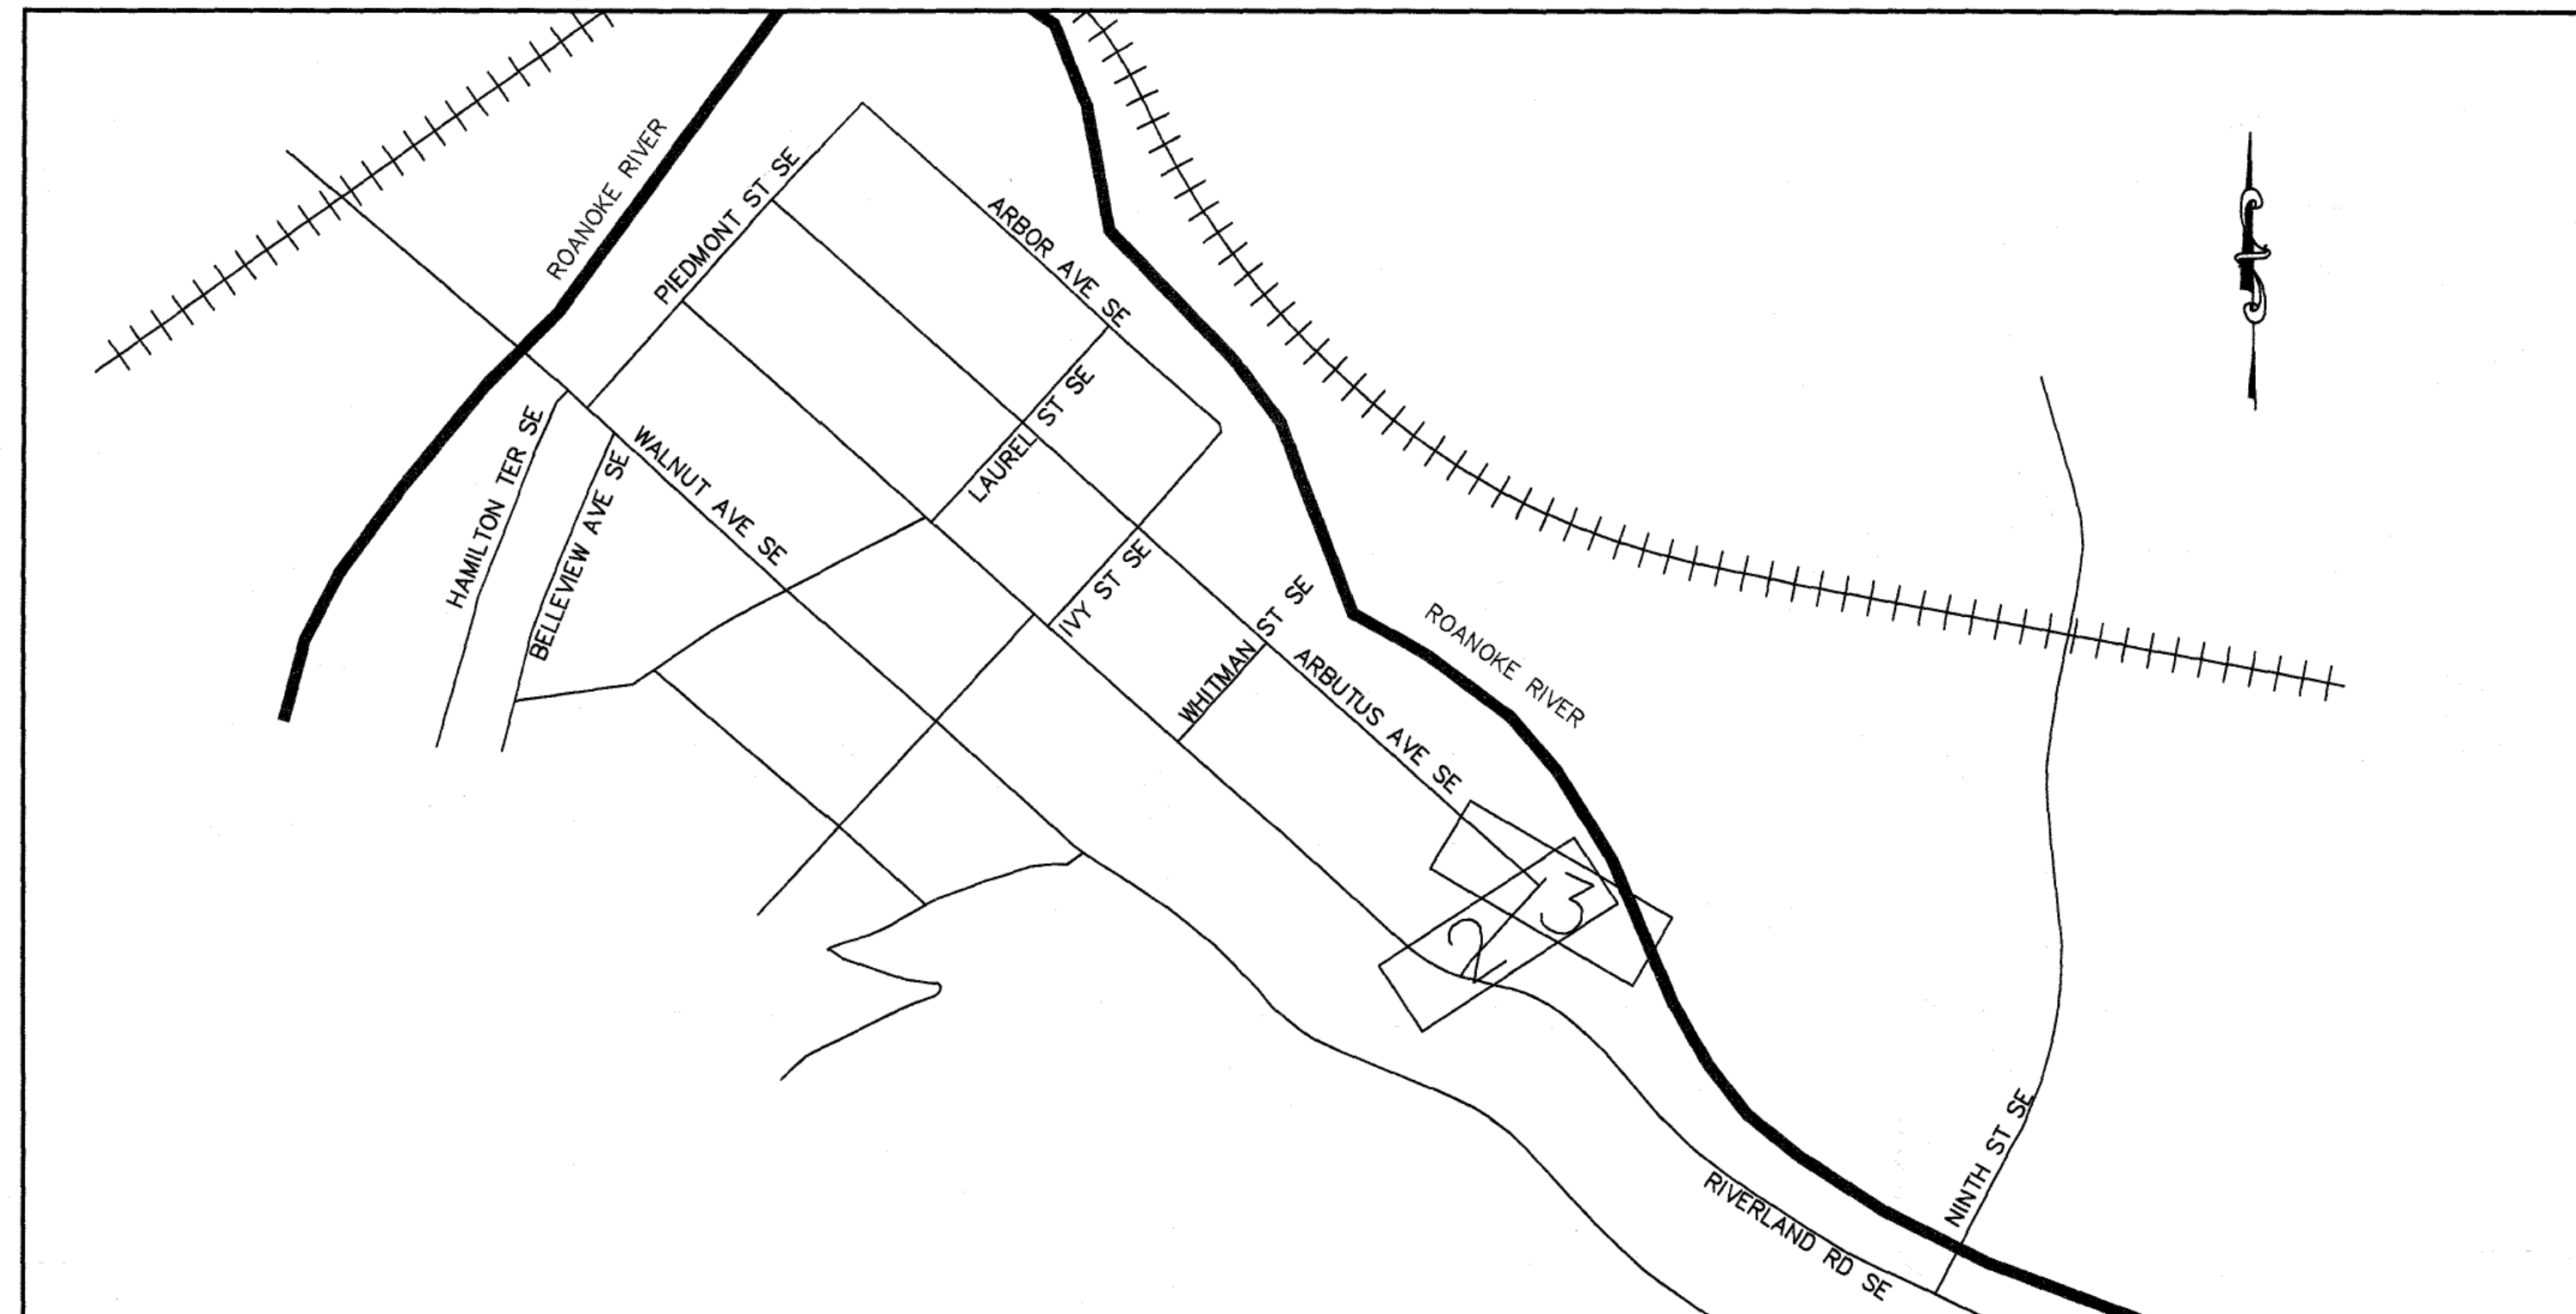 ROANOKE RIVER
PIEDMONT ST SE
ARBOR AVE SE
LAUREL ST SE
HAMILTON TER SE
BELLEVIEW AVE SE
WALNUT AVE SE
IVY ST SE
WHITMAN ST SE
ARBUTUS AVE SE
ROANOKE RIVER
3
2
NINTH ST SE
RIVERLAND RD SE